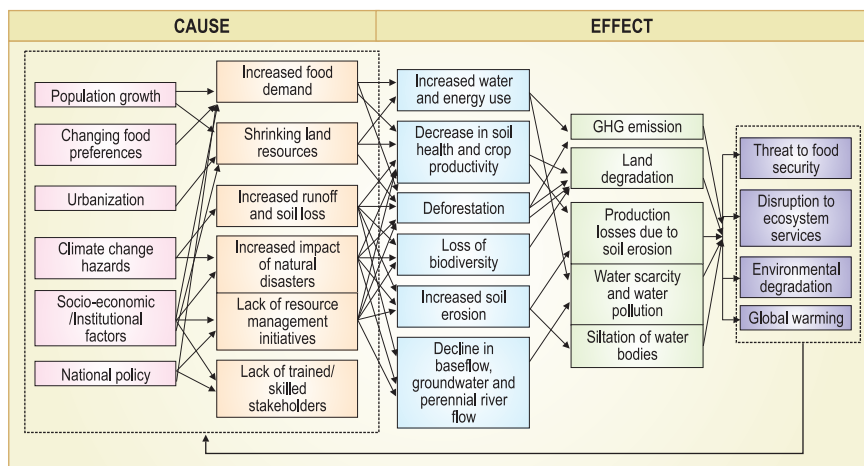 CAUSE
EFFECT
Population growth
Changing food
preferences
Urbanization
Climate change
hazards
Socio-economic
/Institutional
factors
National policy
Increased food
demand
Shrinking land
resources
Increased runoff
and soil loss
Increased impact
of natural
disasters
Lack of resource
management
initiatives
Lack of trained/
skilled
stakeholders
Increased water
and energy use
Decrease in soil
health and crop
productivity
Deforestation
Loss of
biodiversity
Increased soil
erosion
Decline in
baseflow,
groundwater and
perennial river
flow
GHG emission
Land
degradation
Production
losses due to
soil erosion
Water scarcity
and water
pollution
Siltation of water
bodies
Threat to food
security
Disruption to
ecosystem
services
Environmental
degradation
Global warming